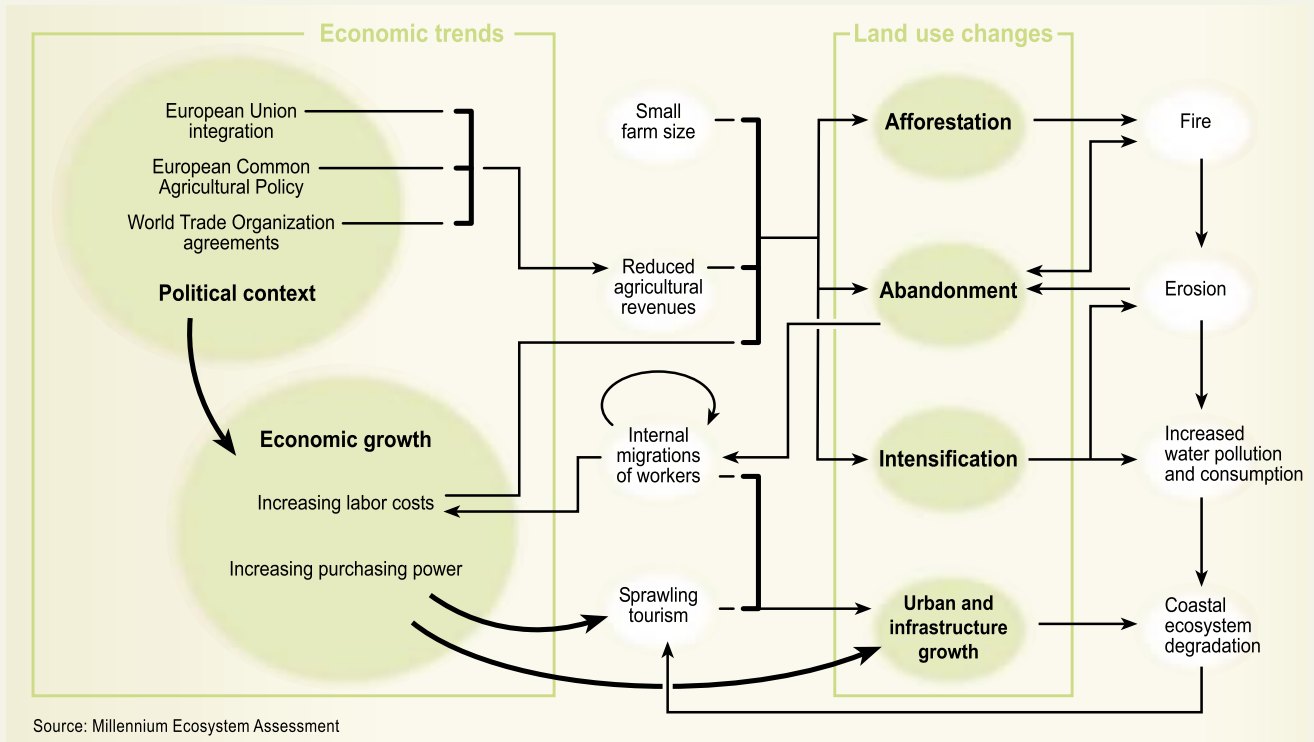 Economic trends
Land use changes
European Union
integration
European Common
Agricultural Policy
World Trade Organization
agreements
Political context
Economic growth
Increasing labor costs
Increasing purchasing power
Small
farm size
Reduced
agricultural
revenues
Internal
migrations
of workers
Sprawling
tourism
Afforestation
Abandonment
Intensification
Urban and
infrastructure
growth
Fire
Erosion
Increased
water pollution
and consumption
Coastal
ecosystem
degradation
Source: Millennium Ecosystem Assessment